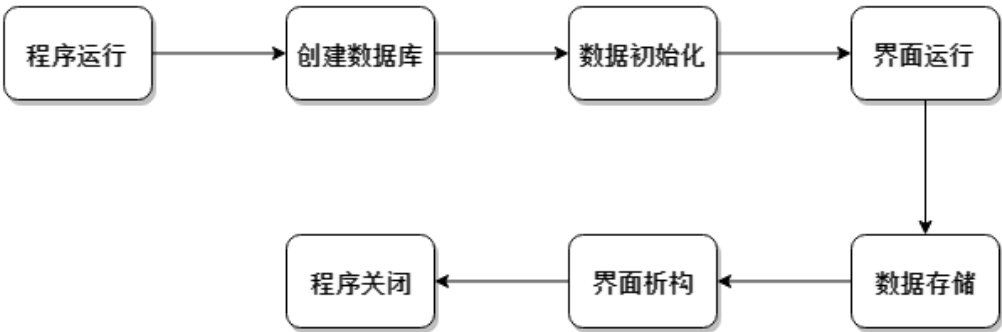 程序运行
创建数据库
数据初始化
界面运行
数据存储
界面折构
程序关闭